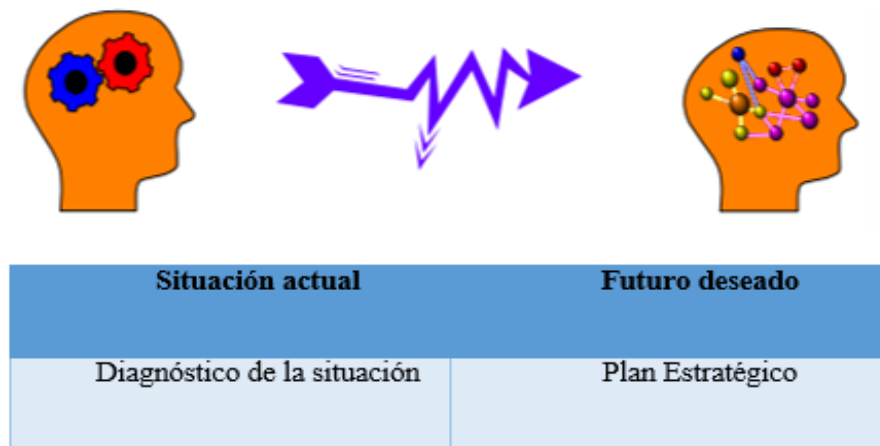 Situación actual
Futuro deseado
Diagnóstico de la situación
Plan Estratégico